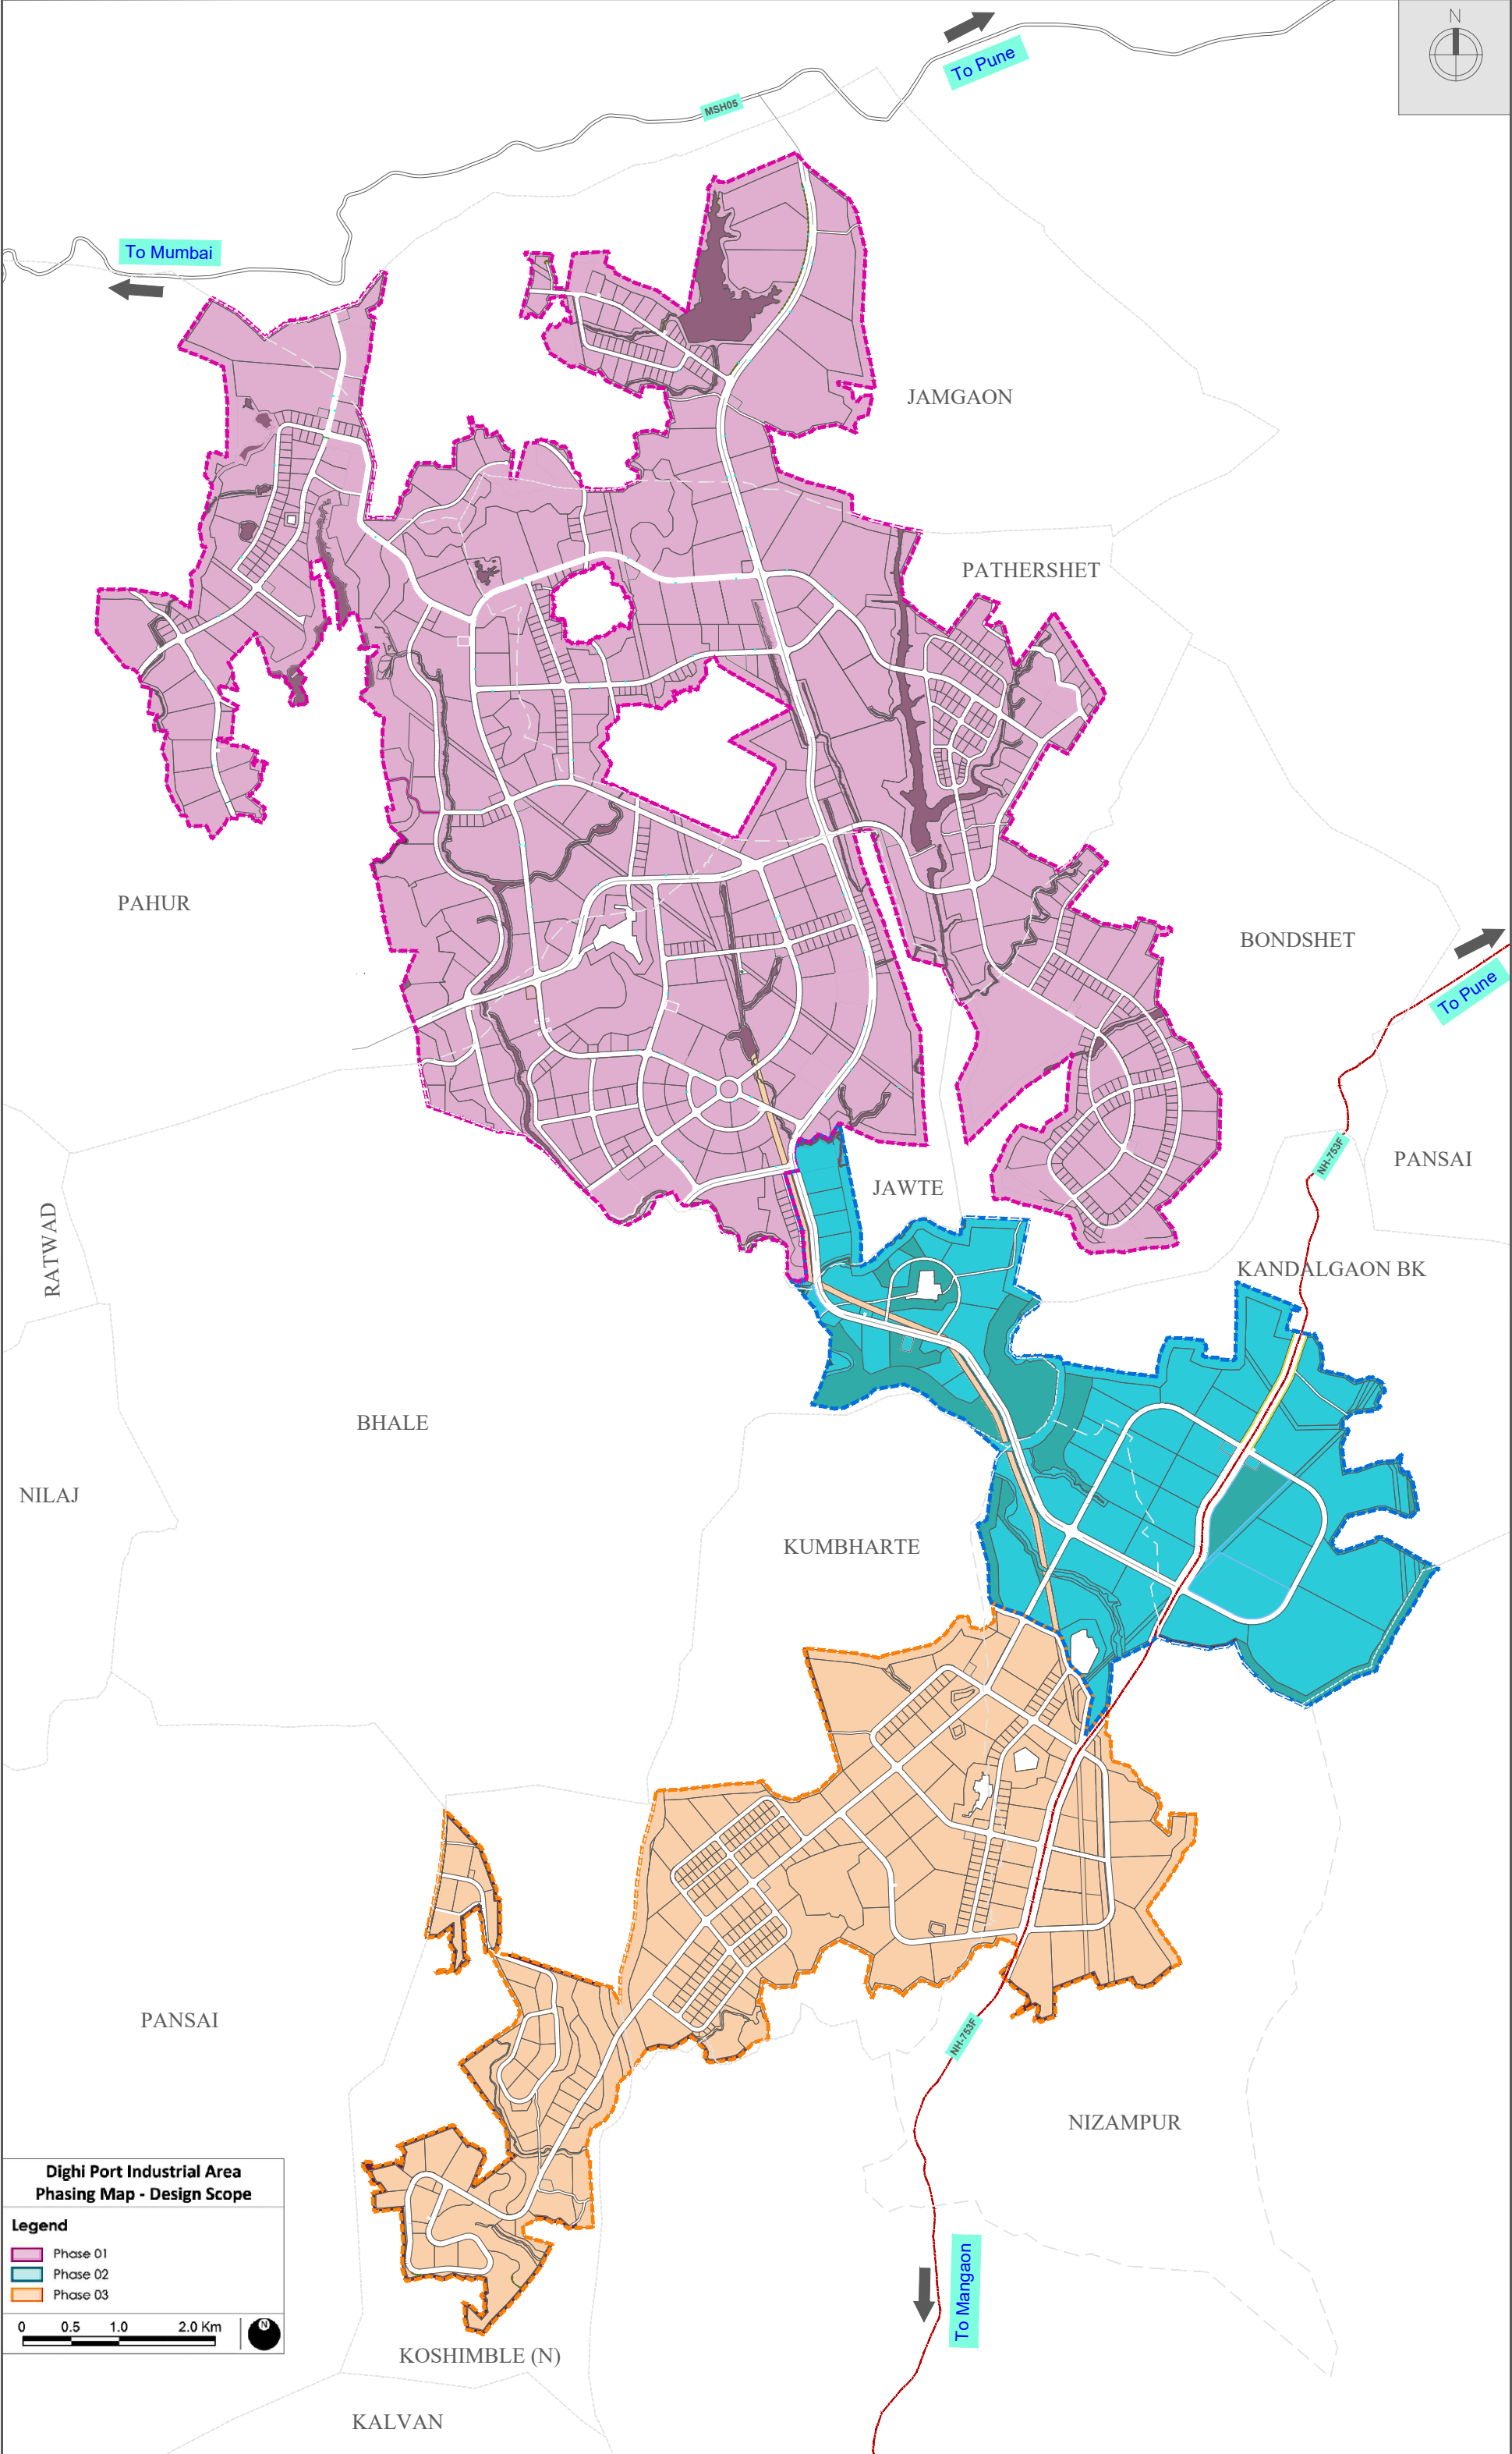 N
To Pune
MSH05
To Mumbai
JAMGAON
PATHERSHET
PAHUR
BONDSHET
To Pune
NH-753F
PANSAI
JAWTE
RATWAD
KANDALGAON BK
BHALE
NILAJ
KUMBHARTE
PANSAI
NH-753F
NIZAMPUR
Dighi Port Industrial Area
Phasing Map - Design Scope
Legend
Phase 01
Phase 02
Phase 03
0 0.5 1.0 2.0 Km
N
To Mangaon
KOSHIMBLE (N)
KALVAN